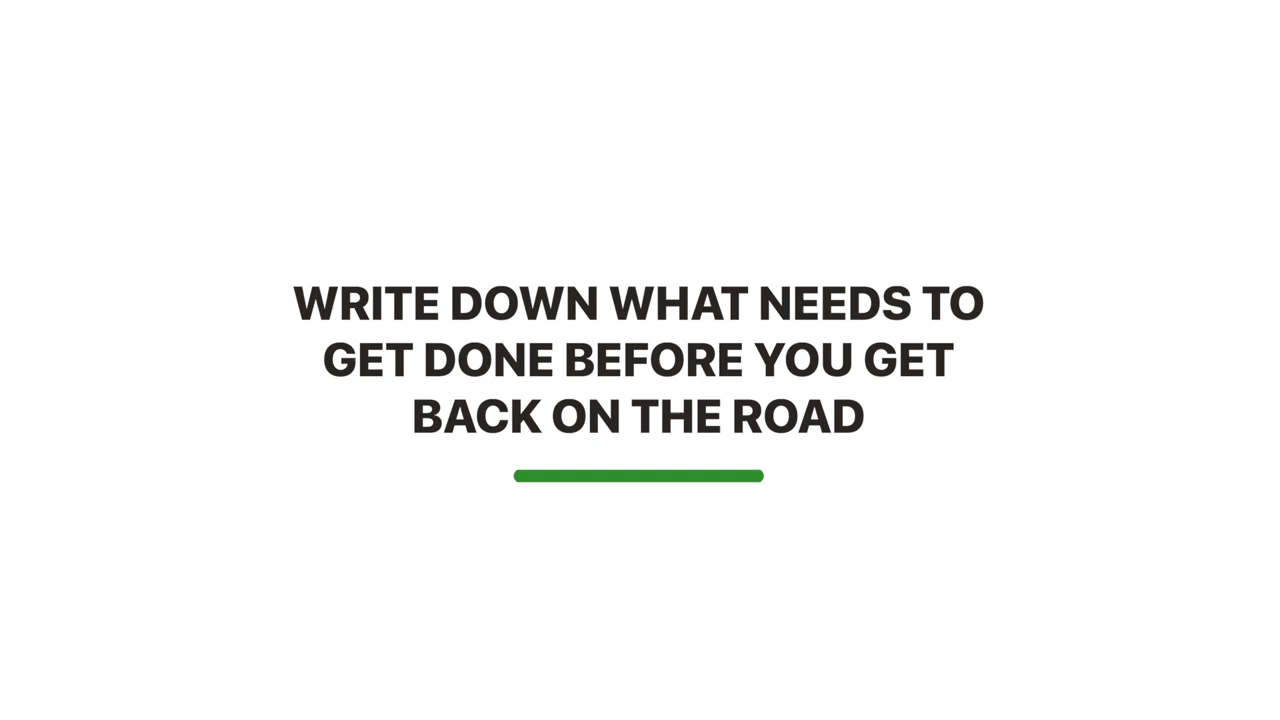 WRITE DOWN WHAT NEEDS TO
GET DONE BEFORE YOU GET
BACK ON THE ROAD